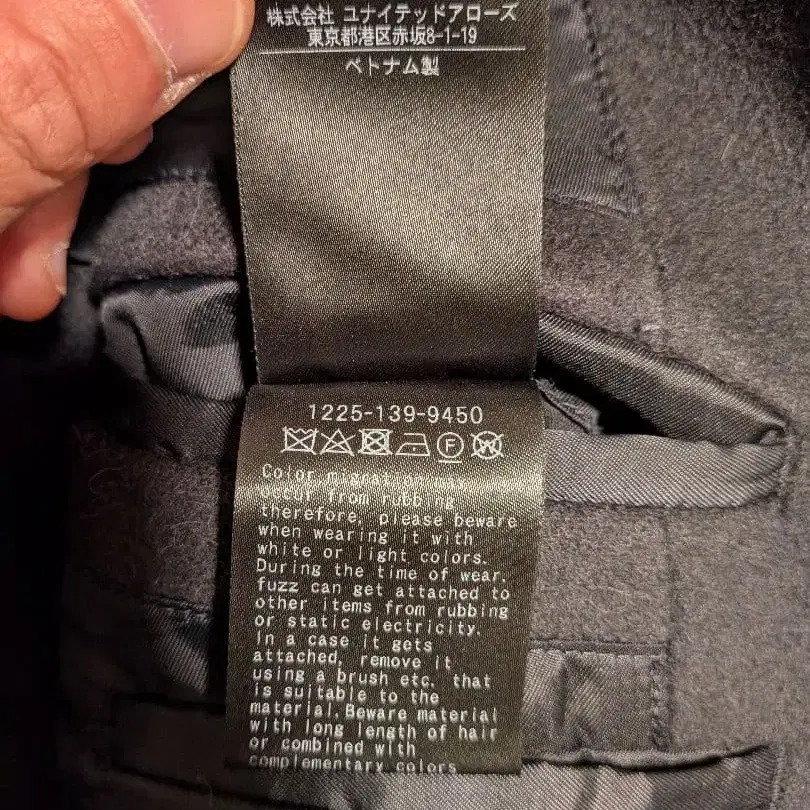 株式会社 ユナイテッドアローズ
東京都港区赤坂8-1-19
ベトナム製
1225-139-9450
Color migration may
occur from rubbing
therefore, please beware
when wearing it with
white or light colors.
During the time of wear,
fuzz can get attached to
other items from rubbing
or static electricity.
In a case it gets
attached, remove it
using a brush etc. that
is suitable to the
material.Beware material
with long length of hair
or combined with
complementary colors